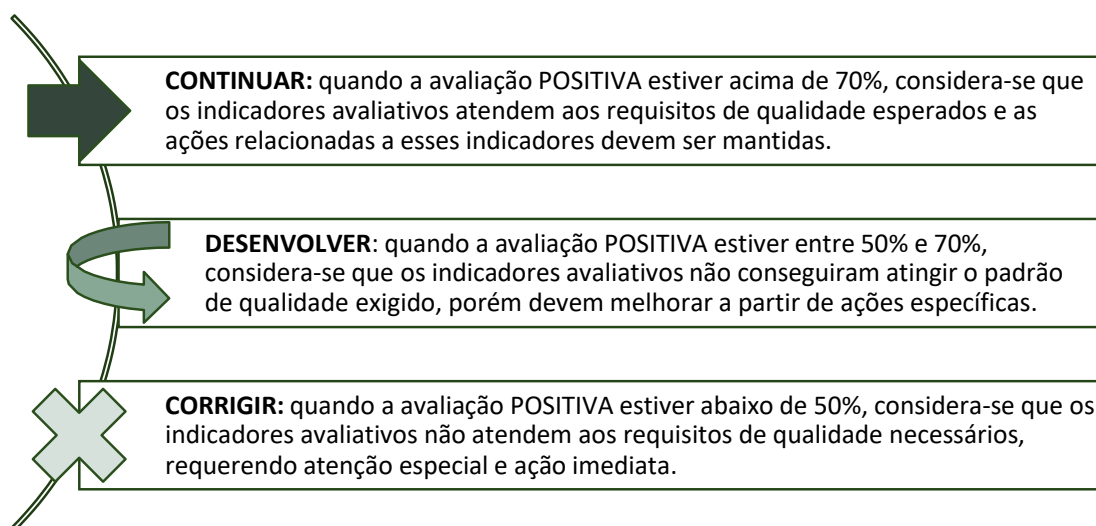 CONTINUAR: quando a avaliação POSITIVA estiver acima de 70%, considera-se que
os indicadores avaliativos atendem aos requisitos de qualidade esperados e as
ações relacionadas a esses indicadores devem ser mantidas.
DESENVOLVER: quando a avaliação POSITIVA estiver entre 50% e 70%,
considera-se que os indicadores avaliativos não conseguiram atingir o padrão
de qualidade exigido, porém devem melhorar a partir de ações específicas.
CORRIGIR: quando a avaliação POSITIVA estiver abaixo de 50%, considera-se que os
indicadores avaliativos não atendem aos requisitos de qualidade necessários,
requerendo atenção especial e ação imediata.